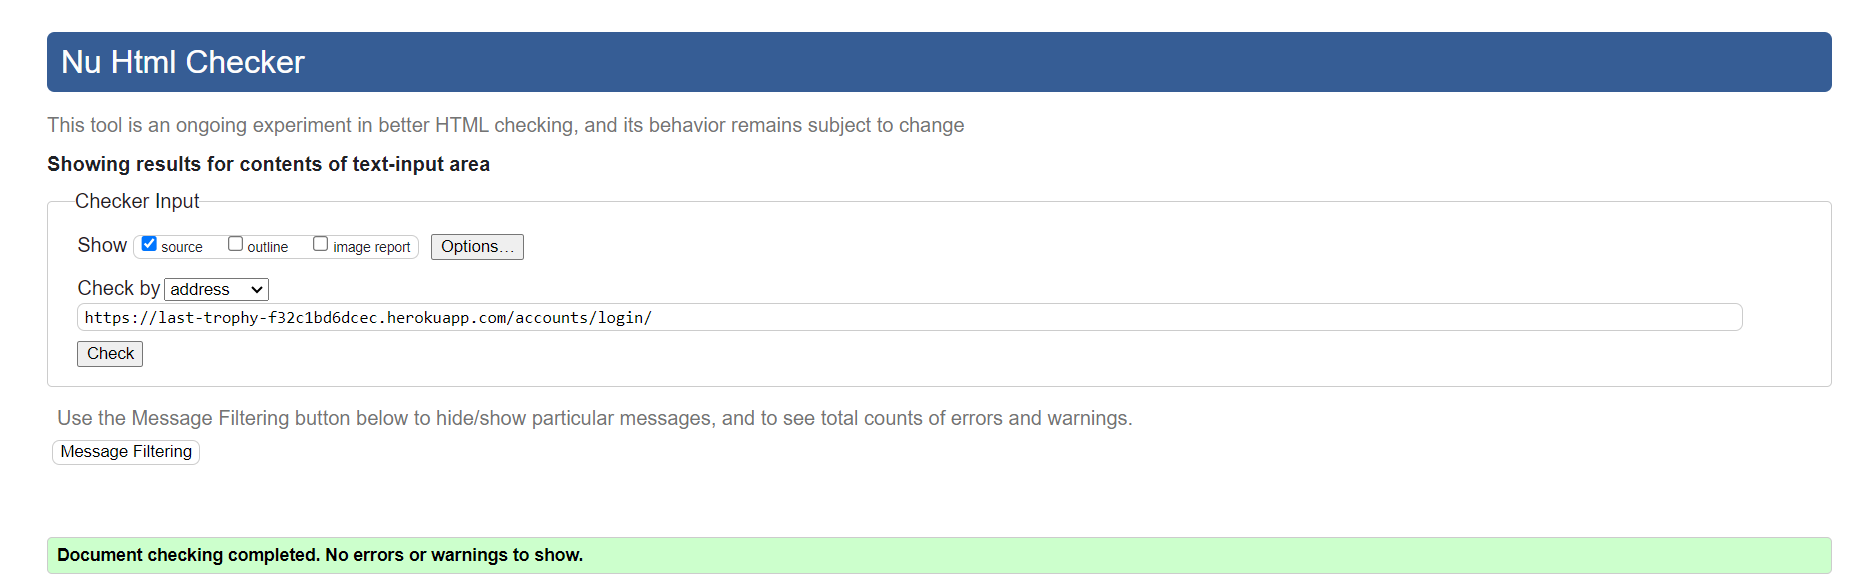 Nu Html Checker
This tool is an ongoing experiment in better HTML checking, and its behavior remains subject to change
Showing results for contents of text-input area
Checker Input
Show source outline image report Options...
Check by address
https://last-trophy-f32c1bd6dcec.herokuapp.com/accounts/login/
Check
Use the Message Filtering button below to hide/show particular messages, and to see total counts of errors and warnings.
Message Filtering
Document checking completed. No errors or warnings to show.